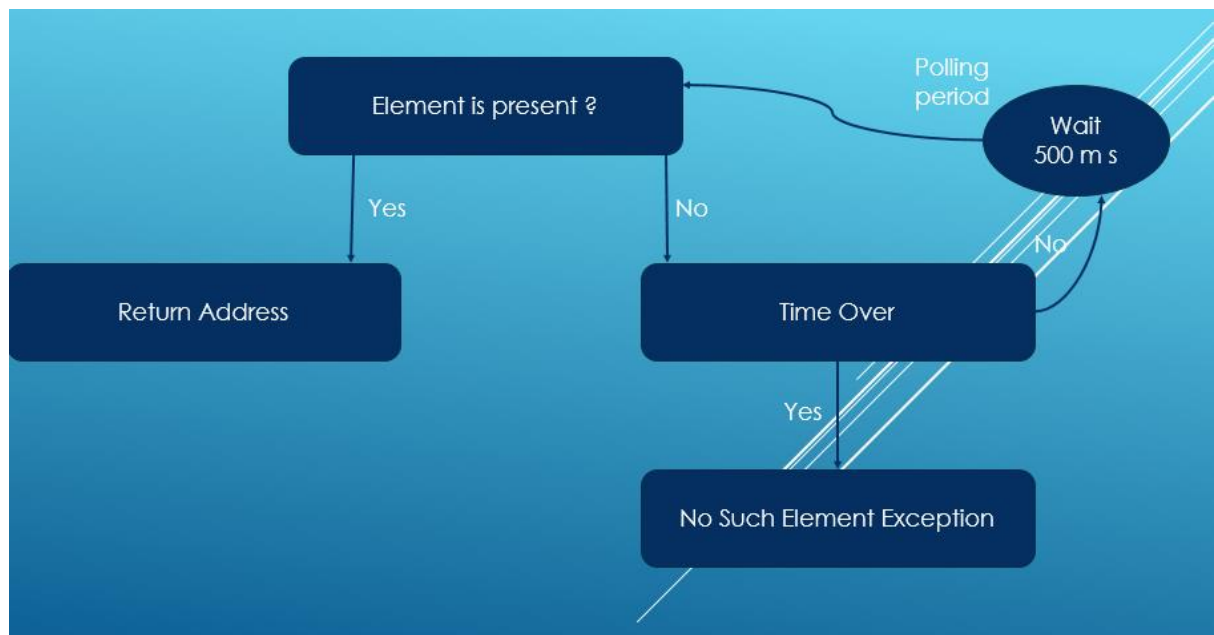 Element is present ?
Polling
period
Wait
500 m s
Yes
No
No
Return Address
Time Over
Yes
No Such Element Exception